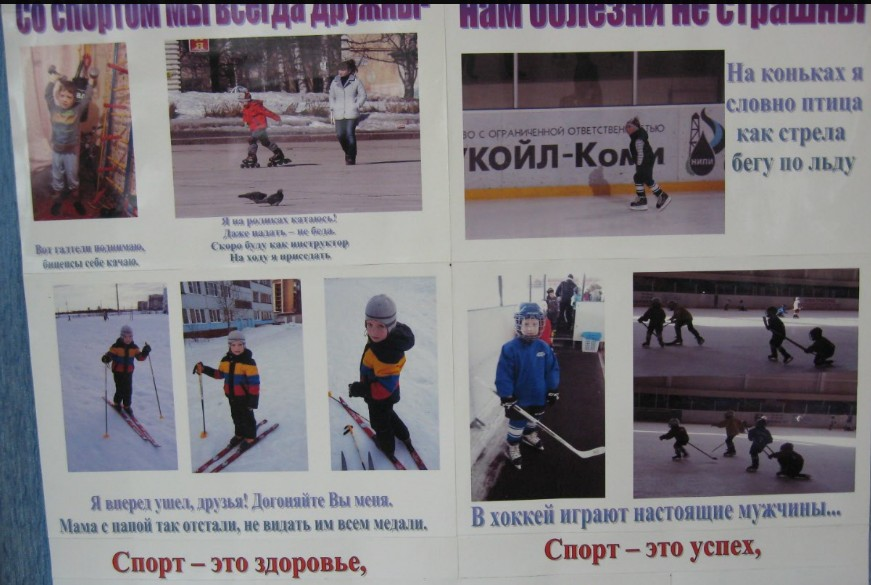 со спортом мы всегда дружны-
нам болезни не страшны
На коньках я
словно птица
как стрела
бегу по льду
ВО С ОГРАНИЧЕННОЙ ОТВЕТСТВЕННОСТЬЮ
УКОЙЛ-Коми
НИПИ
Я на роликах катаюсь!
Даже падать – не беда.
Скоро буду как инструктор
На ходу я приседать
Вот гантели поднимаю,
бицепсы себе качаю.
Я вперед ушел, друзья! Догоняйте Вы меня.
Мама с папой так отстали, не видать им всем медали.
В хоккей играют настоящие мужчины...
Спорт – это здоровье,
Спорт – это успех,